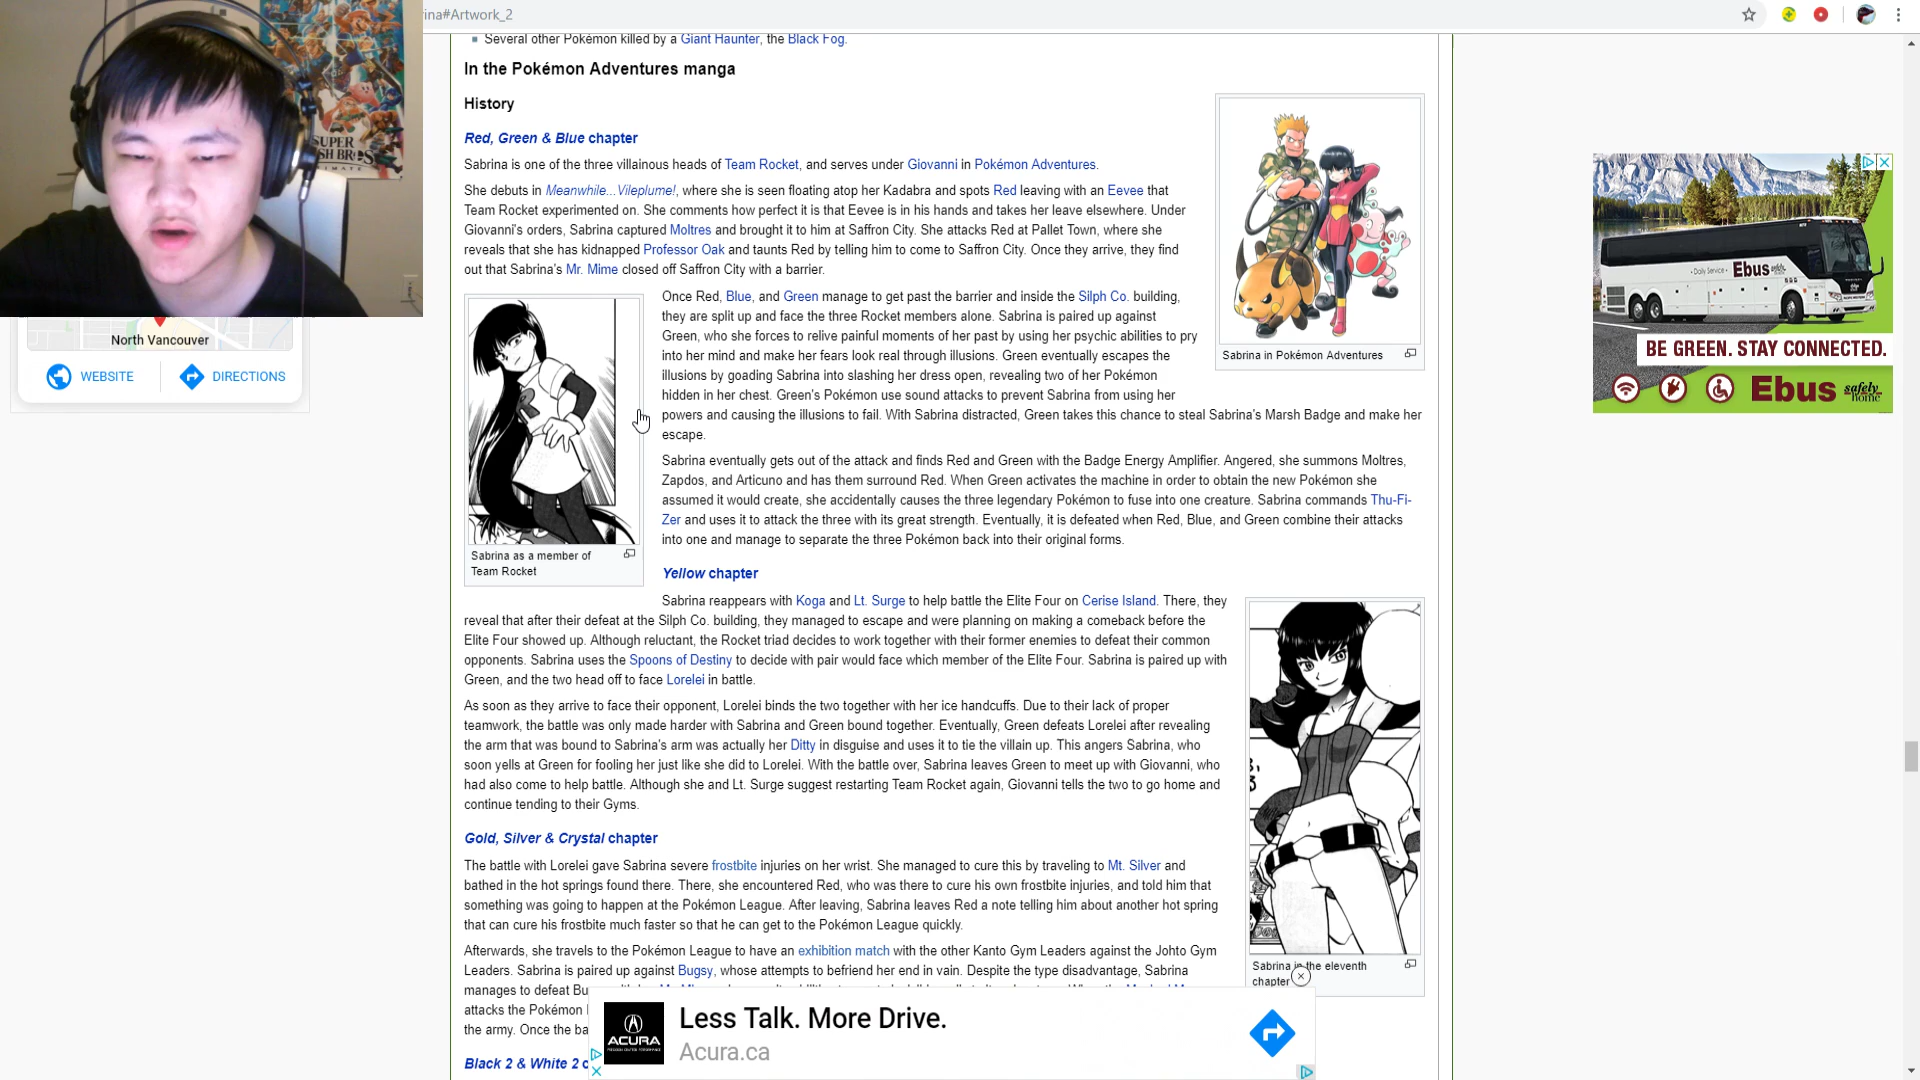 rina#Artwork_2
Several other Pokémon killed by a Giant Haunter, the Black Fog.
In the Pokémon Adventures manga
History
Red, Green & Blue chapter
Sabrina is one of the three villainous heads of Team Rocket, and serves under Giovanni in Pokémon Adventures.
She debuts in Meanwhile...Vileplume!, where she is seen floating atop her Kadabra and spots Red leaving with an Eevee that
Team Rocket experimented on. She comments how perfect it is that Eevee is in his hands and takes her leave elsewhere. Under
Giovanni's orders, Sabrina captured Moltres and brought it to him at Saffron City. She attacks Red at Pallet Town, where she
reveals that she has kidnapped Professor Oak and taunts Red by telling him to come to Saffron City. Once they arrive, they find
out that Sabrina's Mr. Mime closed off Saffron City with a barrier.
Once Red, Blue, and Green manage to get past the barrier and inside the Silph Co. building,
they are split up and face the three Rocket members alone. Sabrina is paired up against
Green, who she forces to relive painful moments of her past by using her psychic abilities to pry
into her mind and make her fears look real through illusions. Green eventually escapes the
illusions by goading Sabrina into slashing her dress open, revealing two of her Pokémon
hidden in her chest. Green's Pokémon use sound attacks to prevent Sabrina from using her
powers and causing the illusions to fail. With Sabrina distracted, Green takes this chance to steal Sabrina's Marsh Badge and make her
escape.
Sabrina in Pokémon Adventures
Sabrina as a member of
Team Rocket
Sabrina eventually gets out of the attack and finds Red and Green with the Badge Energy Amplifier. Angered, she summons Moltres,
Zapdos, and Articuno and has them surround Red. When Green activates the machine in order to obtain the new Pokémon she
assumed it would create, she accidentally causes the three legendary Pokémon to fuse into one creature. Sabrina commands Thu-Fi-
Zer and uses it to attack the three with its great strength. Eventually, it is defeated when Red, Blue, and Green combine their attacks
into one and manage to separate the three Pokémon back into their original forms.
Yellow chapter
Sabrina reappears with Koga and Lt. Surge to help battle the Elite Four on Cerise Island. There, they
reveal that after their defeat at the Silph Co. building, they managed to escape and were planning on making a comeback before the
Elite Four showed up. Although reluctant, the Rocket triad decides to work together with their former enemies to defeat their common
opponents. Sabrina uses the Spoons of Destiny to decide with pair would face which member of the Elite Four. Sabrina is paired up with
Green, and the two head off to face Lorelei in battle.
As soon as they arrive to face their opponent, Lorelei binds the two together with her ice handcuffs. Due to their lack of proper
teamwork, the battle was only made harder with Sabrina and Green bound together. Eventually, Green defeats Lorelei after revealing
the arm that was bound to Sabrina's arm was actually her Ditty in disguise and uses it to tie the villain up. This angers Sabrina, who
soon yells at Green for fooling her just like she did to Lorelei. With the battle over, Sabrina leaves Green to meet up with Giovanni, who
had also come to help battle. Although she and Lt. Surge suggest restarting Team Rocket again, Giovanni tells the two to go home and
continue tending to their Gyms.
Gold, Silver & Crystal chapter
The battle with Lorelei gave Sabrina severe frostbite injuries on her wrist. She managed to cure this by traveling to Mt. Silver and
bathed in the hot springs found there. There, she encountered Red, who was there to cure his own frostbite injuries, and told him that
something was going to happen at the Pokémon League. After leaving, Sabrina leaves Red a note telling him about another hot spring
that can cure his frostbite much faster so that he can get to the Pokémon League quickly.
Afterwards, she travels to the Pokémon League to have an exhibition match with the other Kanto Gym Leaders against the Johto Gym
Leaders. Sabrina is paired up against Bugsy, whose attempts to befriend her end in vain. Despite the type disadvantage, Sabrina
manages to defeat Bu
attacks the Pokémon
the army. Once the ba
Black 2 & White 2 c
Sabrina in the eleventh
chapter
North Vancouver
WEBSITE
DIRECTIONS
SUPER
SH BROS
Daily Service
Ebus safely home
BE GREEN. STAY CONNECTED.
Ebus safely home
ACURA
Less Talk. More Drive.
Acura.ca